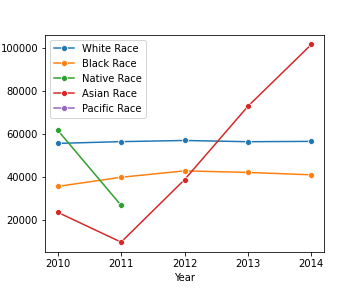 100000
80000
60000
40000
20000
White Race
Black Race
Native Race
Asian Race
Pacific Race
2010 2011 2012 2013 2014
Year